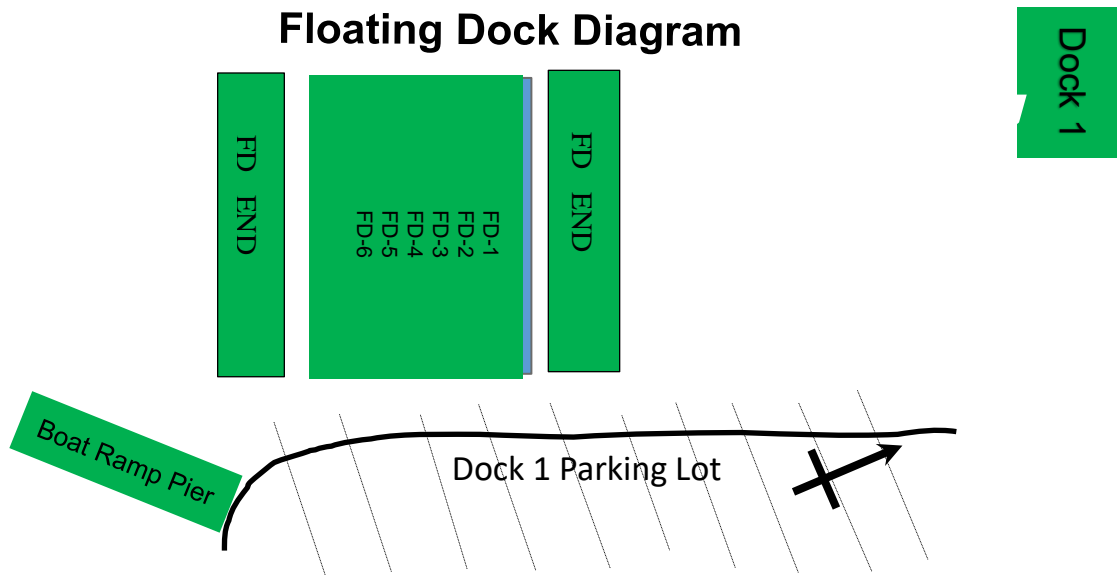 Floating Dock Diagram
Dock 1
FD END
FD-1
FD-2
FD-3
FD-4
FD-5
FD-6
FD END
Boat Ramp Pier
Dock 1 Parking Lot